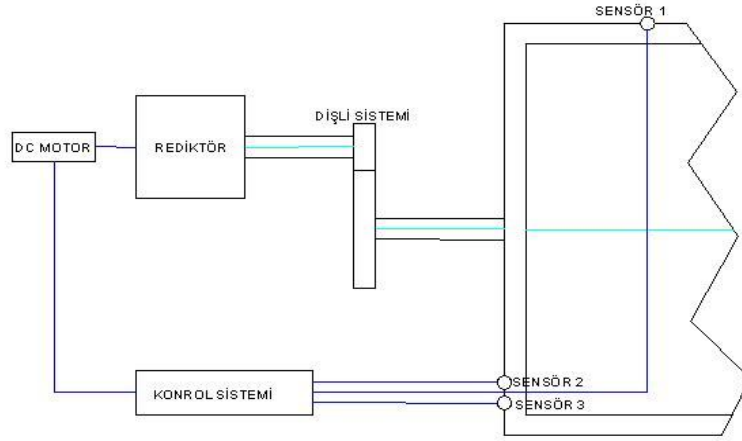 SENSÖR 1
DİŞLİ SİSTEMİ
DC MOTOR
REDİKTÖR
SENSÖR 2
KONROL SİSTEMİ
SENSÖR 3